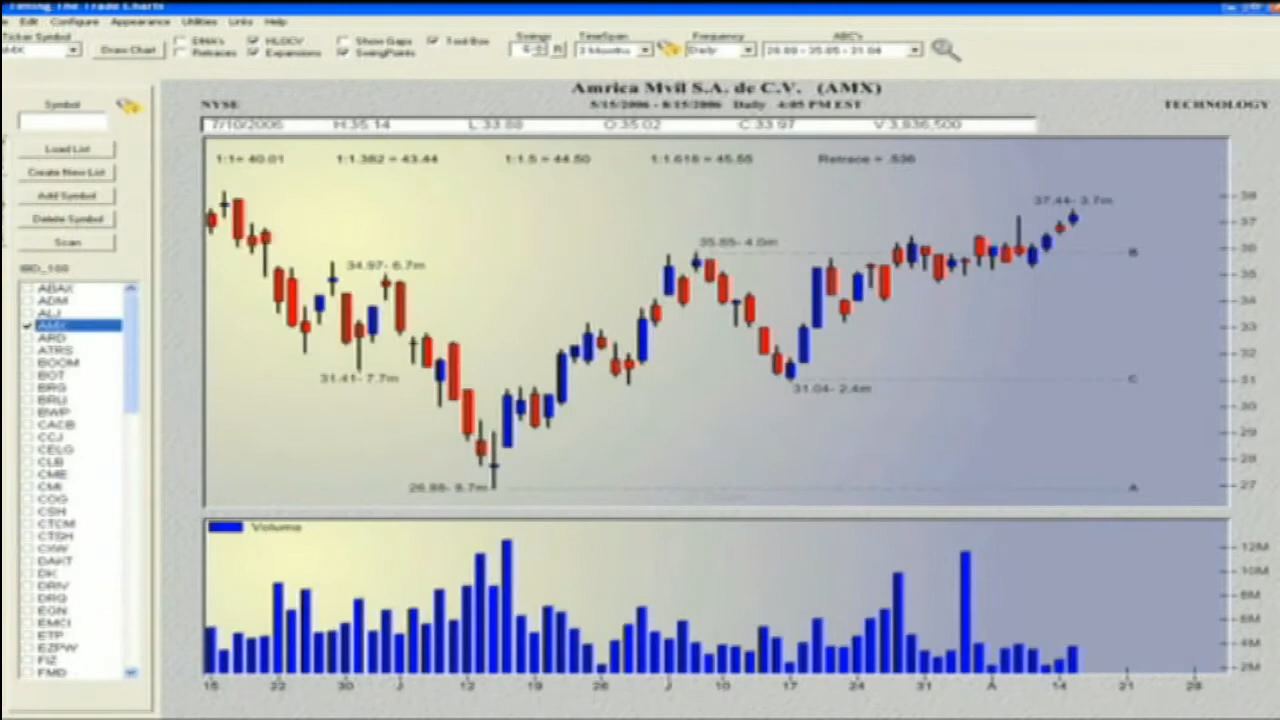 Timing The Trade Charts
Edit Configure Appearance Utilities Links Help
Ticker Symbol
AMX
Draw Chart
EMA's
Retraces
HLOCV
Expansions
Show Gaps
SwingPoints
Tool Box
Swings
TimeSpan
3 Months
Frequency
Daily
ABC's
26.88 - 35.85 - 31.04
Amrica Mvil S.A. de C.V. (AMX)
NYSE
5/15/2006 - 8/15/2006 Daily 4:05 PM EST
TECHNOLOGY
7/10/2006 H:35.14 L:33.88 O:35.02 C:33.97 V:3,836,500
1:1= 40.01 1:1.382 = 43.44 1:1.5 = 44.50 1:1.618 = 45.55 Retrace = .536
Symbol
Load List
Create New List
Add Symbol
Delete Symbol
Scan
IBD_100
ABAX
ADM
ALJ
AMX
ARD
ATRS
BOOM
BOT
BRG
BRLI
BWP
CACB
CCJ
CELG
CLB
CME
CMI
COG
CSH
CTCM
CTSH
CXW
DAKT
DK
DRIV
DRQ
EGN
EMCI
ETP
EZPW
FIZ
FMD
37.44- 3.7m
35.85- 4.0m
34.97- 6.7m
31.41- 7.7m
31.04- 2.4m
26.88- 8.7m
B
C
A
38
37
36
35
34
33
32
31
30
29
28
27
Volume
12M
10M
8M
6M
4M
2M
15 22 30 J 12 19 26 J 10 17 24 31 A 14 21 28